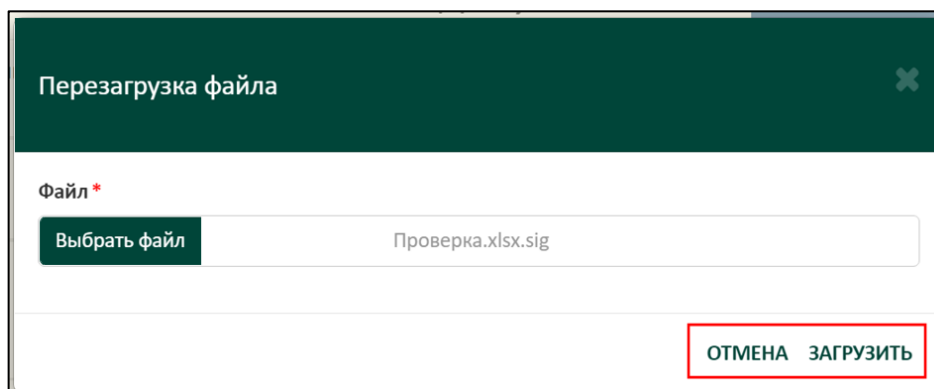 Перезагрузка файла
Файл *
Выбрать файл Проверка.xlsx.sig
ОТМЕНА ЗАГРУЗИТЬ